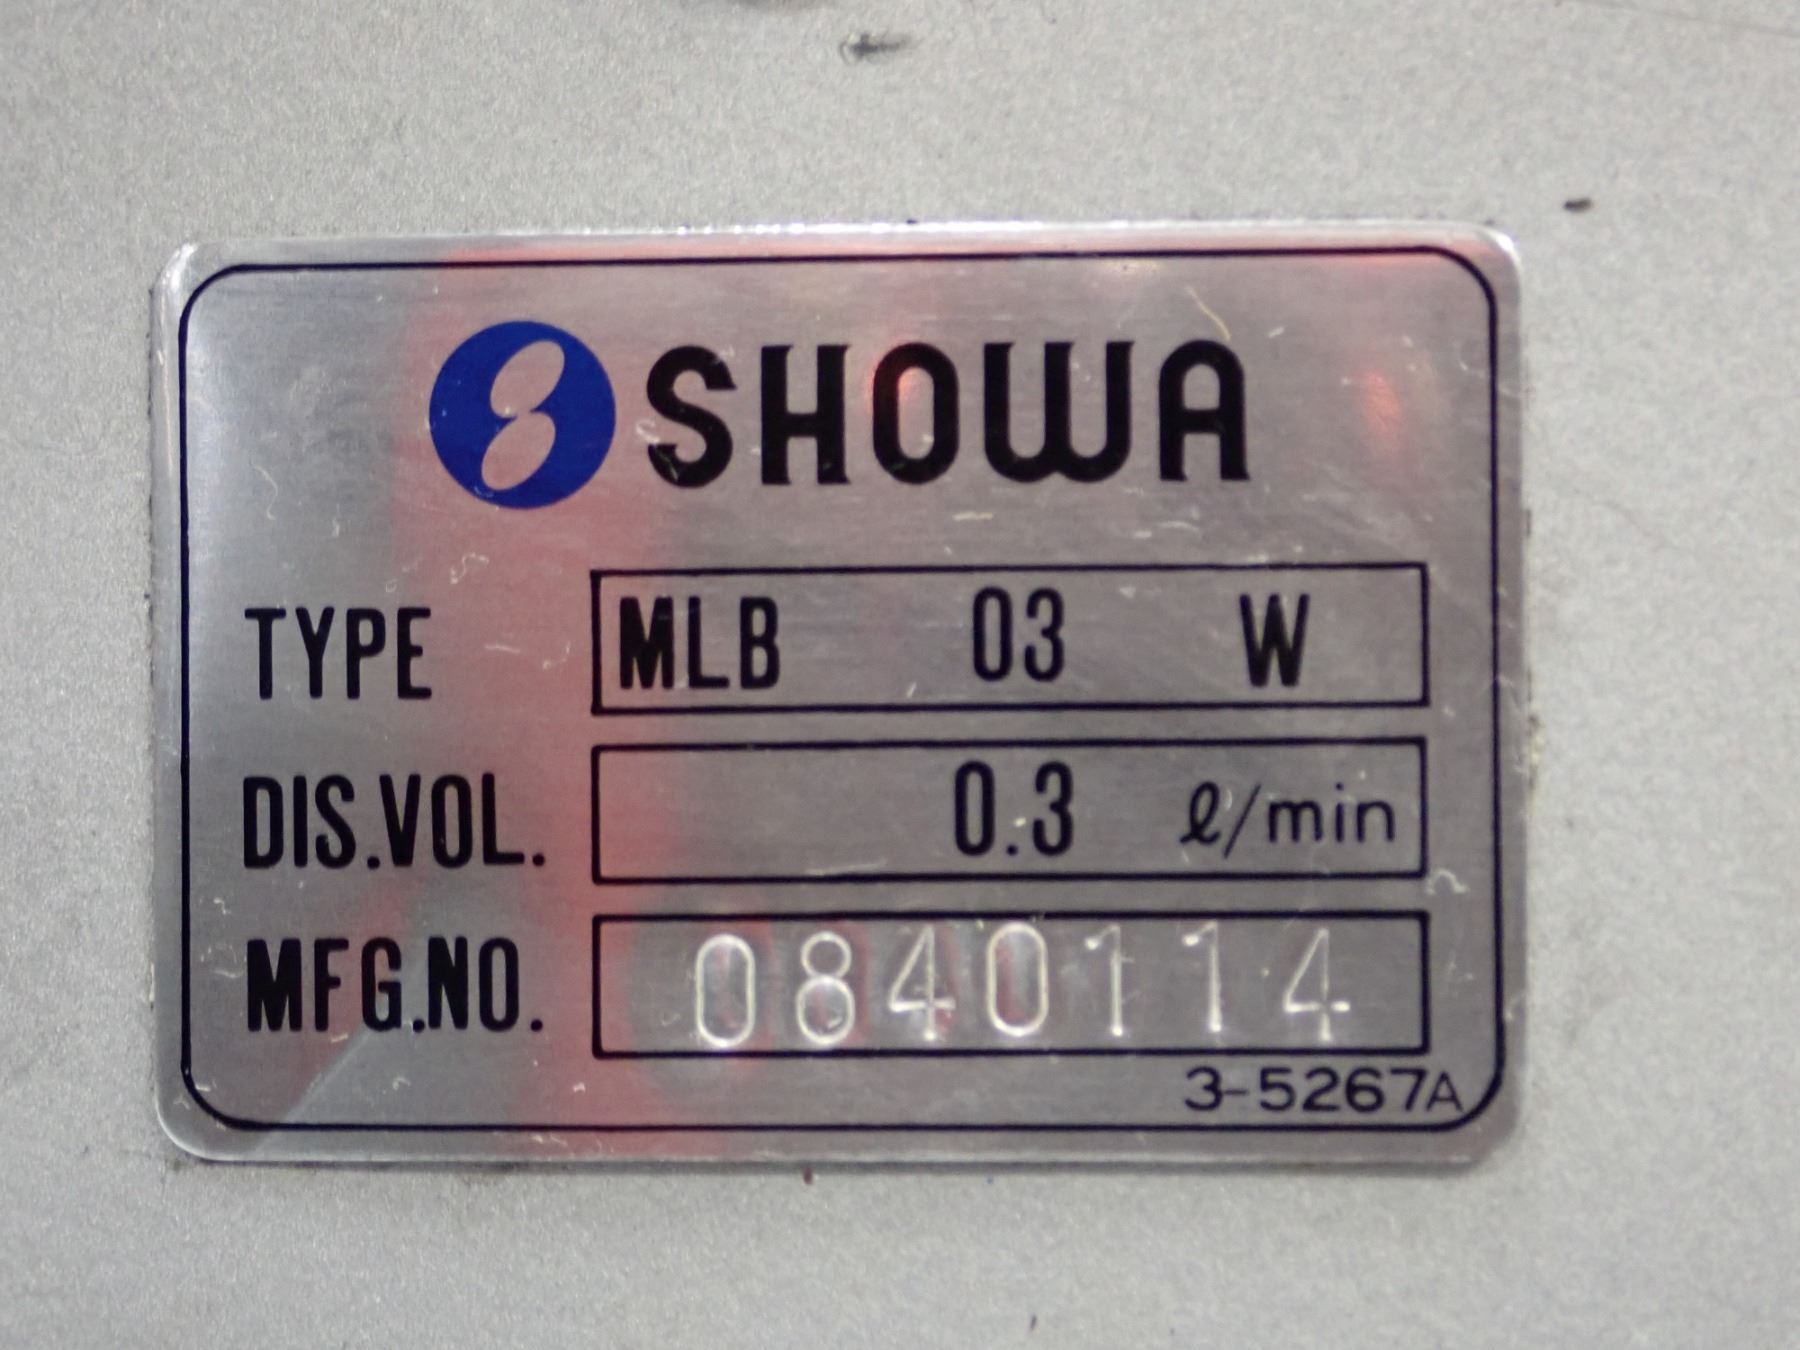 SHOWA
TYPE MLB 03 W
DIS.VOL. 0.3 ℓ/min
MFG.NO. 0840114
3-5267A